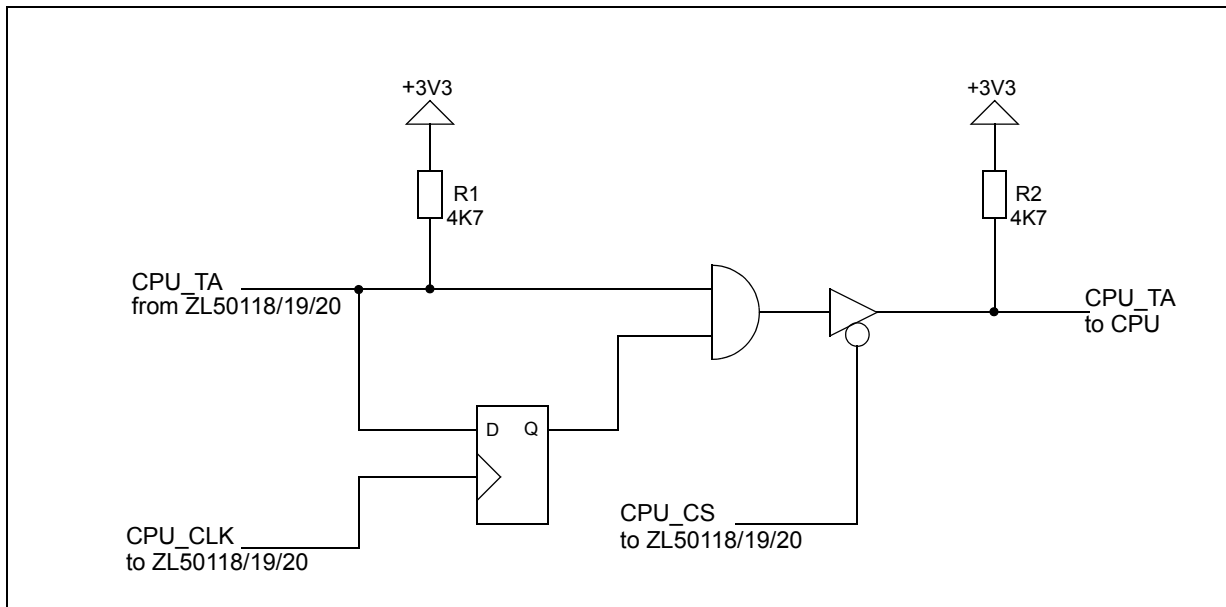 +3V3
+3V3
R1
4K7
R2
4K7
CPU_TA
from ZL50118/19/20
CPU_TA
to CPU
D Q
CPU_CLK
to ZL50118/19/20
CPU_CS
to ZL50118/19/20